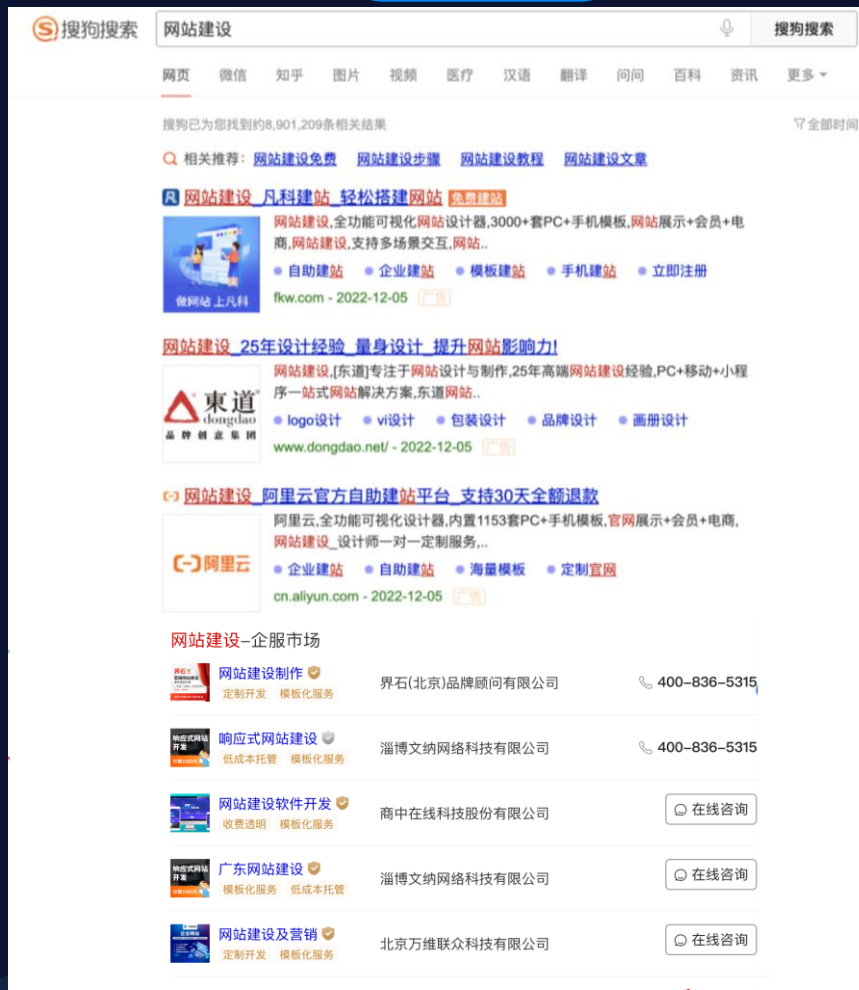 搜狗搜索 网站建设 搜狗搜索
网页 微信 知乎 图片 视频 医疗 汉语 翻译 问问 百科 资讯 更多
搜狗已为您找到约8,901,209条相关结果 全部时间
相关推荐: 网站建设免费 网站建设步骤 网站建设教程 网站建设文章
网站建设_凡科建站_轻松搭建网站 免费建站
网站建设,全功能可视化网站设计器,3000+套PC+手机模板,网站展示+会员+电
商,网站建设,支持多场景交互,网站..
自助建站 企业建站 模板建站 手机建站 立即注册
做网站 上凡科
fkw.com - 2022-12-05 广告
网站建设_25年设计经验_量身设计_提升网站影响力!
网站建设,[东道]专注于网站设计与制作,25年高端网站建设经验,PC+移动+小程
序一站式网站解决方案,东道网站..
東道
dongdao
品牌创意集团
logo设计 vi设计 包装设计 品牌设计 画册设计
www.dongdao.net/ - 2022-12-05 广告
网站建设_阿里云官方自助建站平台_支持30天全额退款
阿里云,全功能可视化设计器,内置1153套PC+手机模板,官网展示+会员+电商,
网站建设_设计师一对一定制服务,..
阿里云
企业建站 自助建站 海量模板 定制官网
cn.aliyun.com - 2022-12-05 广告
网站建设-企服市场
网站建设制作
定制开发 模板化服务
界石(北京)品牌顾问有限公司 400-836-5315
响应式网站
开发
响应式网站建设
低成本托管 模板化服务
淄博文纳网络科技有限公司 400-836-5315
网站建设软件开发
收费透明 模板化服务
商中在线科技股份有限公司 在线咨询
响应式网站
开发
广东网站建设
模板化服务 低成本托管
淄博文纳网络科技有限公司 在线咨询
网站建设及营销
定制开发 模板化服务
北京万维联众科技有限公司 在线咨询